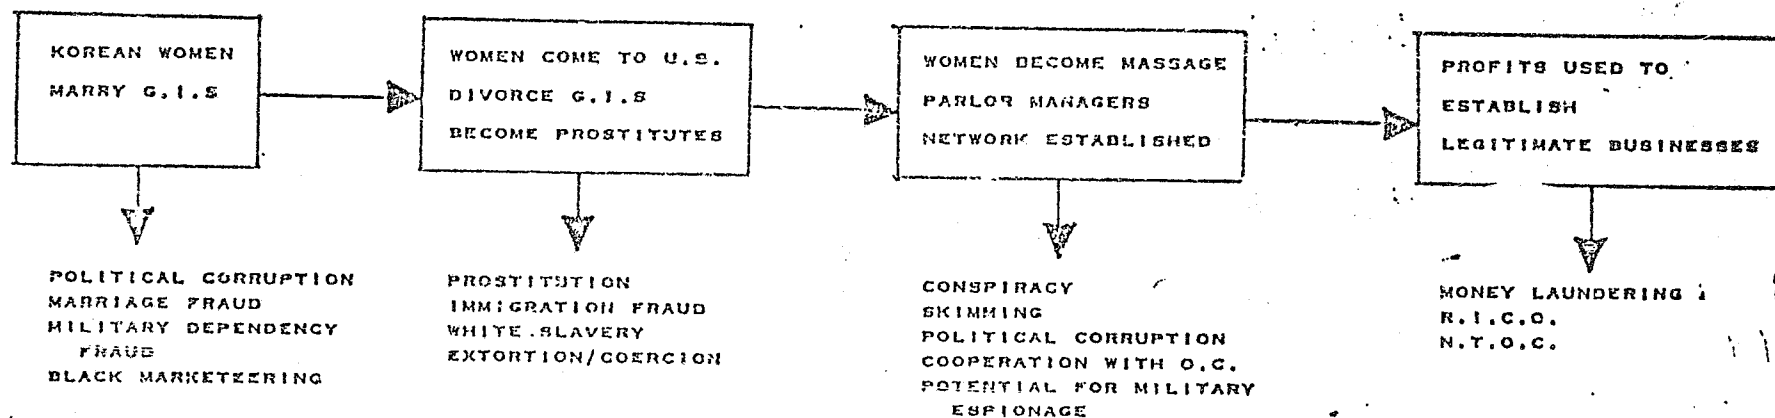 KOREAN WOMEN
MARRY G.I.S
WOMEN COME TO U.S.
DIVORCE G.I.S
BECOME PROSTITUTES
WOMEN BECOME MASSAGE
PARLOR MANAGERS
NETWORK ESTABLISHED
PROFITS USED TO
ESTABLISH
LEGITIMATE BUSINESSES
POLITICAL CORRUPTION
MARRIAGE FRAUD
MILITARY DEPENDENCY
FRAUD
BLACK MARKETEERING
PROSTITUTION
IMMIGRATION FRAUD
WHITE SLAVERY
EXTORTION/COERCION
CONSPIRACY
SKIMMING
POLITICAL CORRUPTION
COOPERATION WITH O.C.
POTENTIAL FOR MILITARY
ESPIONAGE
MONEY LAUNDERING
R.I.C.O.
N.T.O.C.